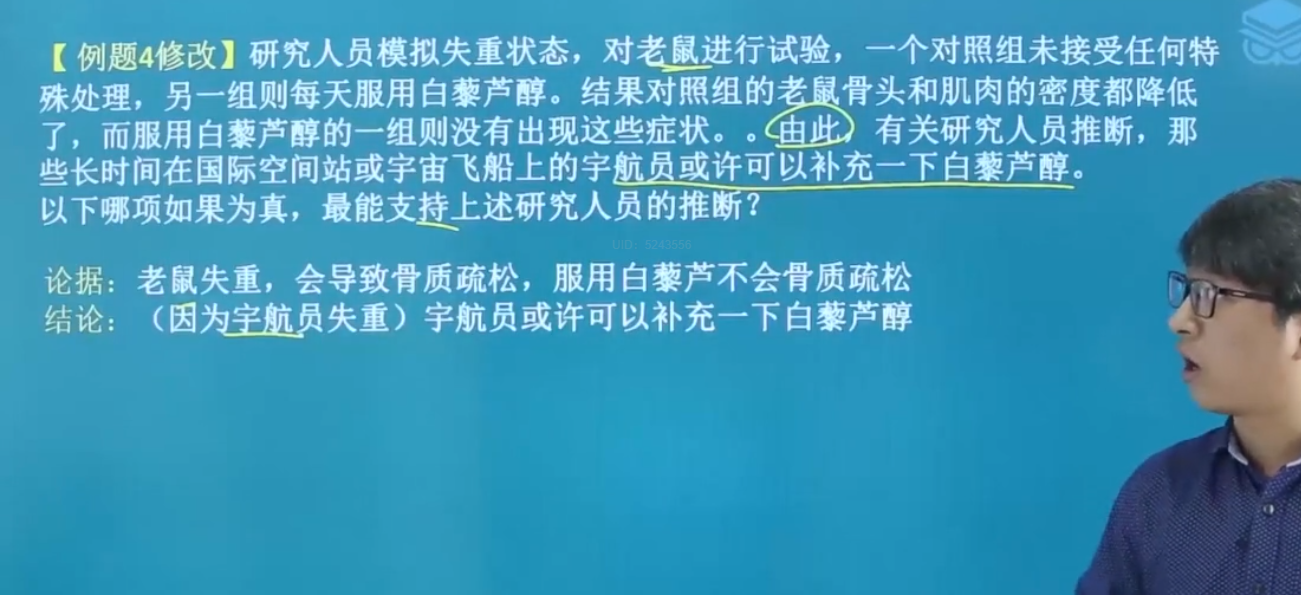 【例题4修改】研究人员模拟失重状态，对老鼠进行试验，一个对照组未接受任何特
殊处理，另一组则每天服用白藜芦醇。结果对照组的老鼠骨头和肌肉的密度都降低
了，而服用白藜芦醇的一组则没有出现这些症状。。由此，有关研究人员推断，那
些长时间在国际空间站或宇宙飞船上的宇航员或许可以补充一下白藜芦醇。
以下哪项如果为真，最能支持上述研究人员的推断？
UID：5243558
论据：老鼠失重，会导致骨质疏松，服用白藜芦不会骨质疏松
结论：（因为宇航员失重）宇航员或许可以补充一下白藜芦醇